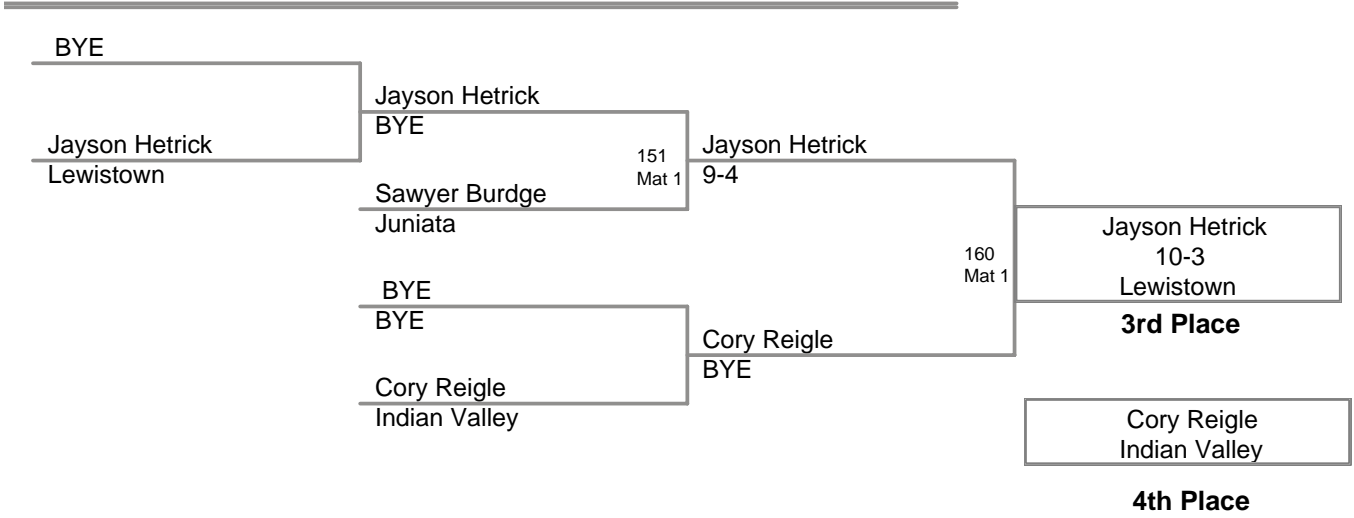 BYE
Jayson Hetrick
Lewistown
Jayson Hetrick
BYE
Sawyer Burdge
Juniata
151
Mat 1
Jayson Hetrick
9-4
BYE
BYE
Cory Reigle
Indian Valley
Cory Reigle
BYE
160
Mat 1
Jayson Hetrick
10-3
Lewistown
3rd Place
Cory Reigle
Indian Valley
4th Place